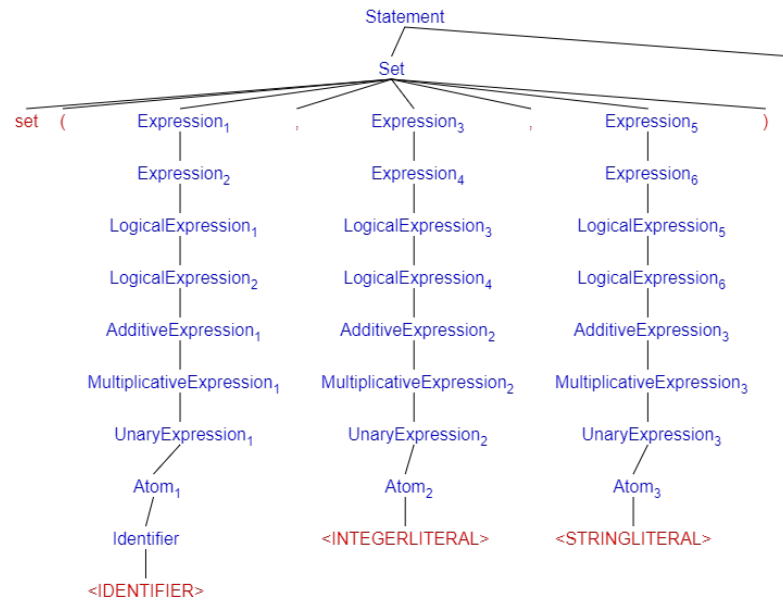 Statement
Set
set ( Expression1 , Expression3 , Expression5 )
Expression2 Expression4 Expression6
LogicalExpression1 LogicalExpression3 LogicalExpression5
LogicalExpression2 LogicalExpression4 LogicalExpression6
AdditiveExpression1 AdditiveExpression2 AdditiveExpression3
MultiplicativeExpression1 MultiplicativeExpression2 MultiplicativeExpression3
UnaryExpression1 UnaryExpression2 UnaryExpression3
Atom1 Atom2 Atom3
Identifier <INTEGERLITERAL> <STRINGLITERAL>
<IDENTIFIER>